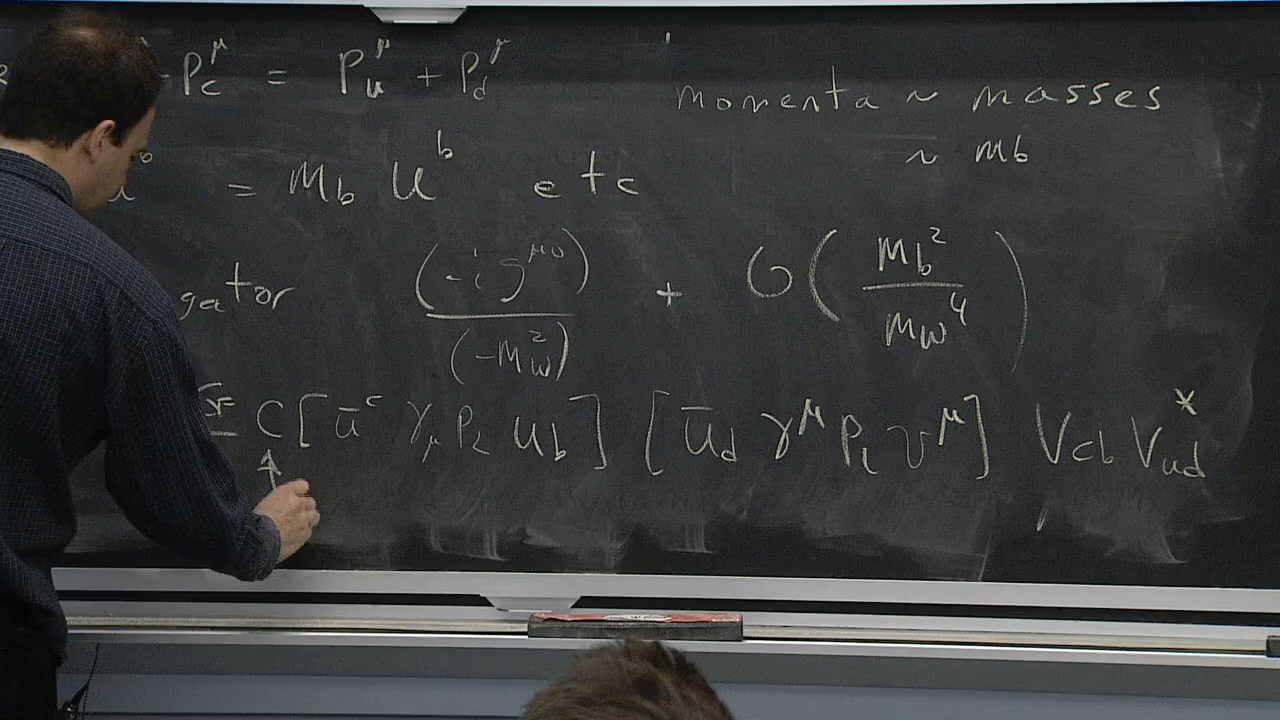 P_c^μ = P_u^μ + P_d^μ
momenta ~ masses
~ mb
= m_b u^b etc
gator (-i g^{μν}) / (-m_w^2) + O(m_b^2 / m_w^4)
C [ū^c γ_μ P_L u_b] [ū_d γ^μ P_L v^μ] V_cb V_ud^*